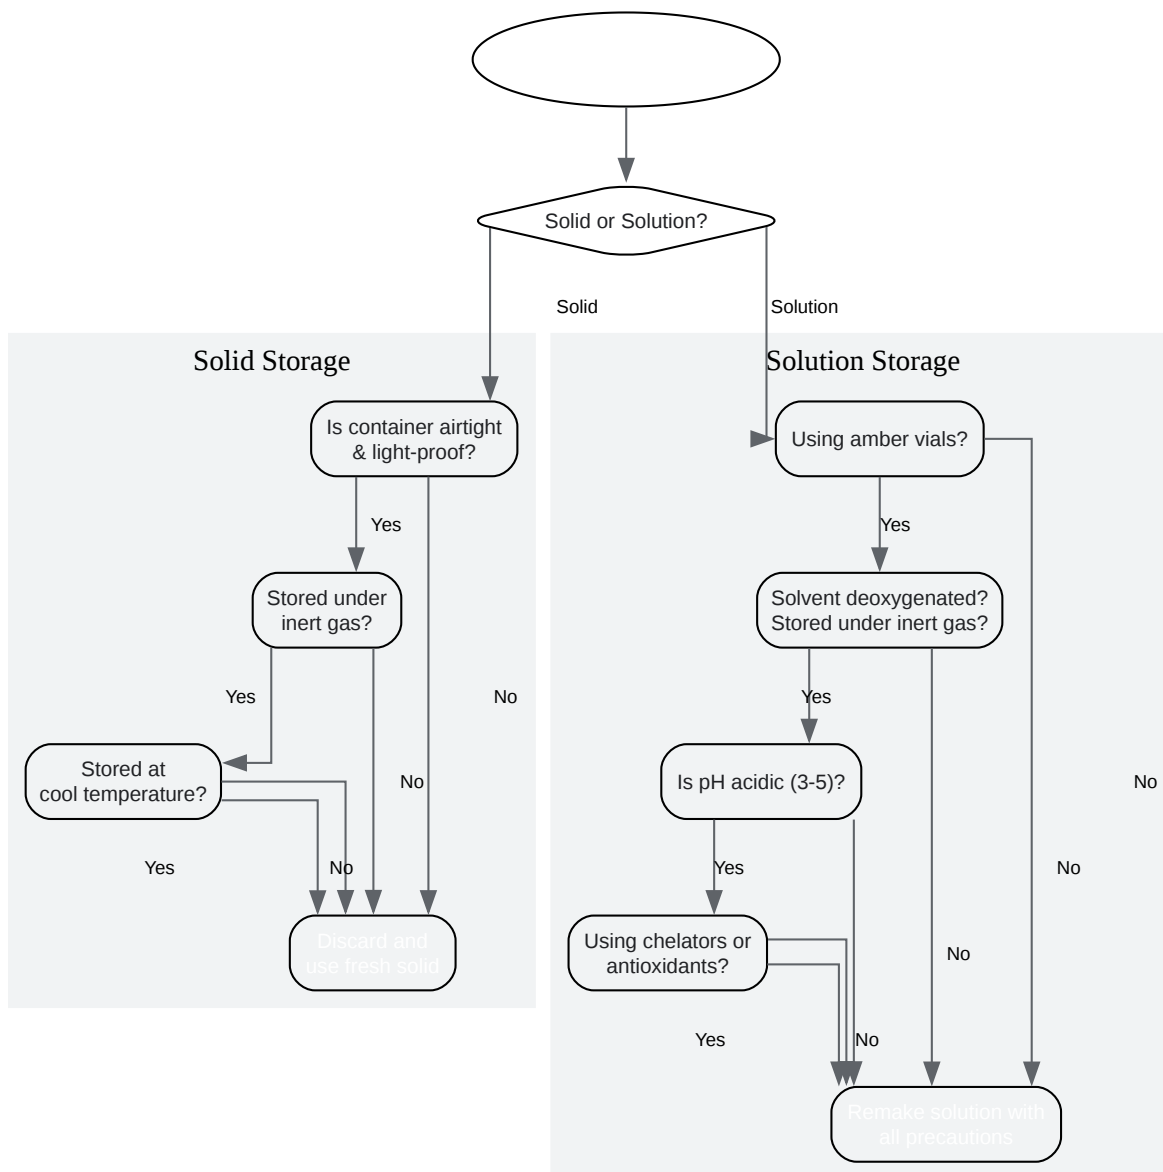 Solid or Solution?
Solid
Solution
Solid Storage
Is container airtight
& light-proof?
Yes
Stored under
inert gas?
Yes
No
Stored at
cool temperature?
No
Yes
No
Discard and
use fresh solid
Solution Storage
Using amber vials?
Yes
Solvent deoxygenated?
Stored under inert gas?
Yes
Is pH acidic (3-5)?
No
Yes
No
Using chelators or
antioxidants?
No
Yes
No
Remake solution with
all precautions